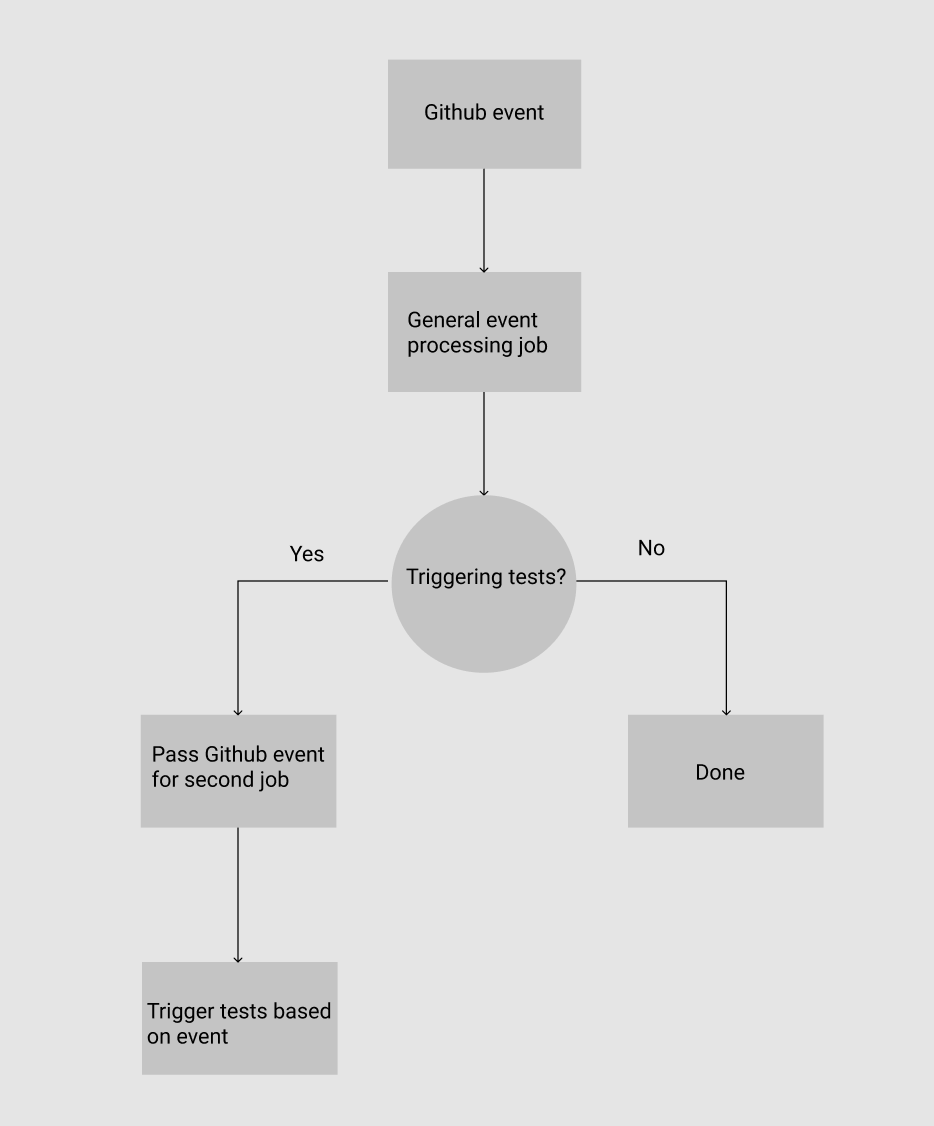 Github event
General event
processing job
Triggering tests?
Yes
No
Pass Github event
for second job
Done
Trigger tests based
on event